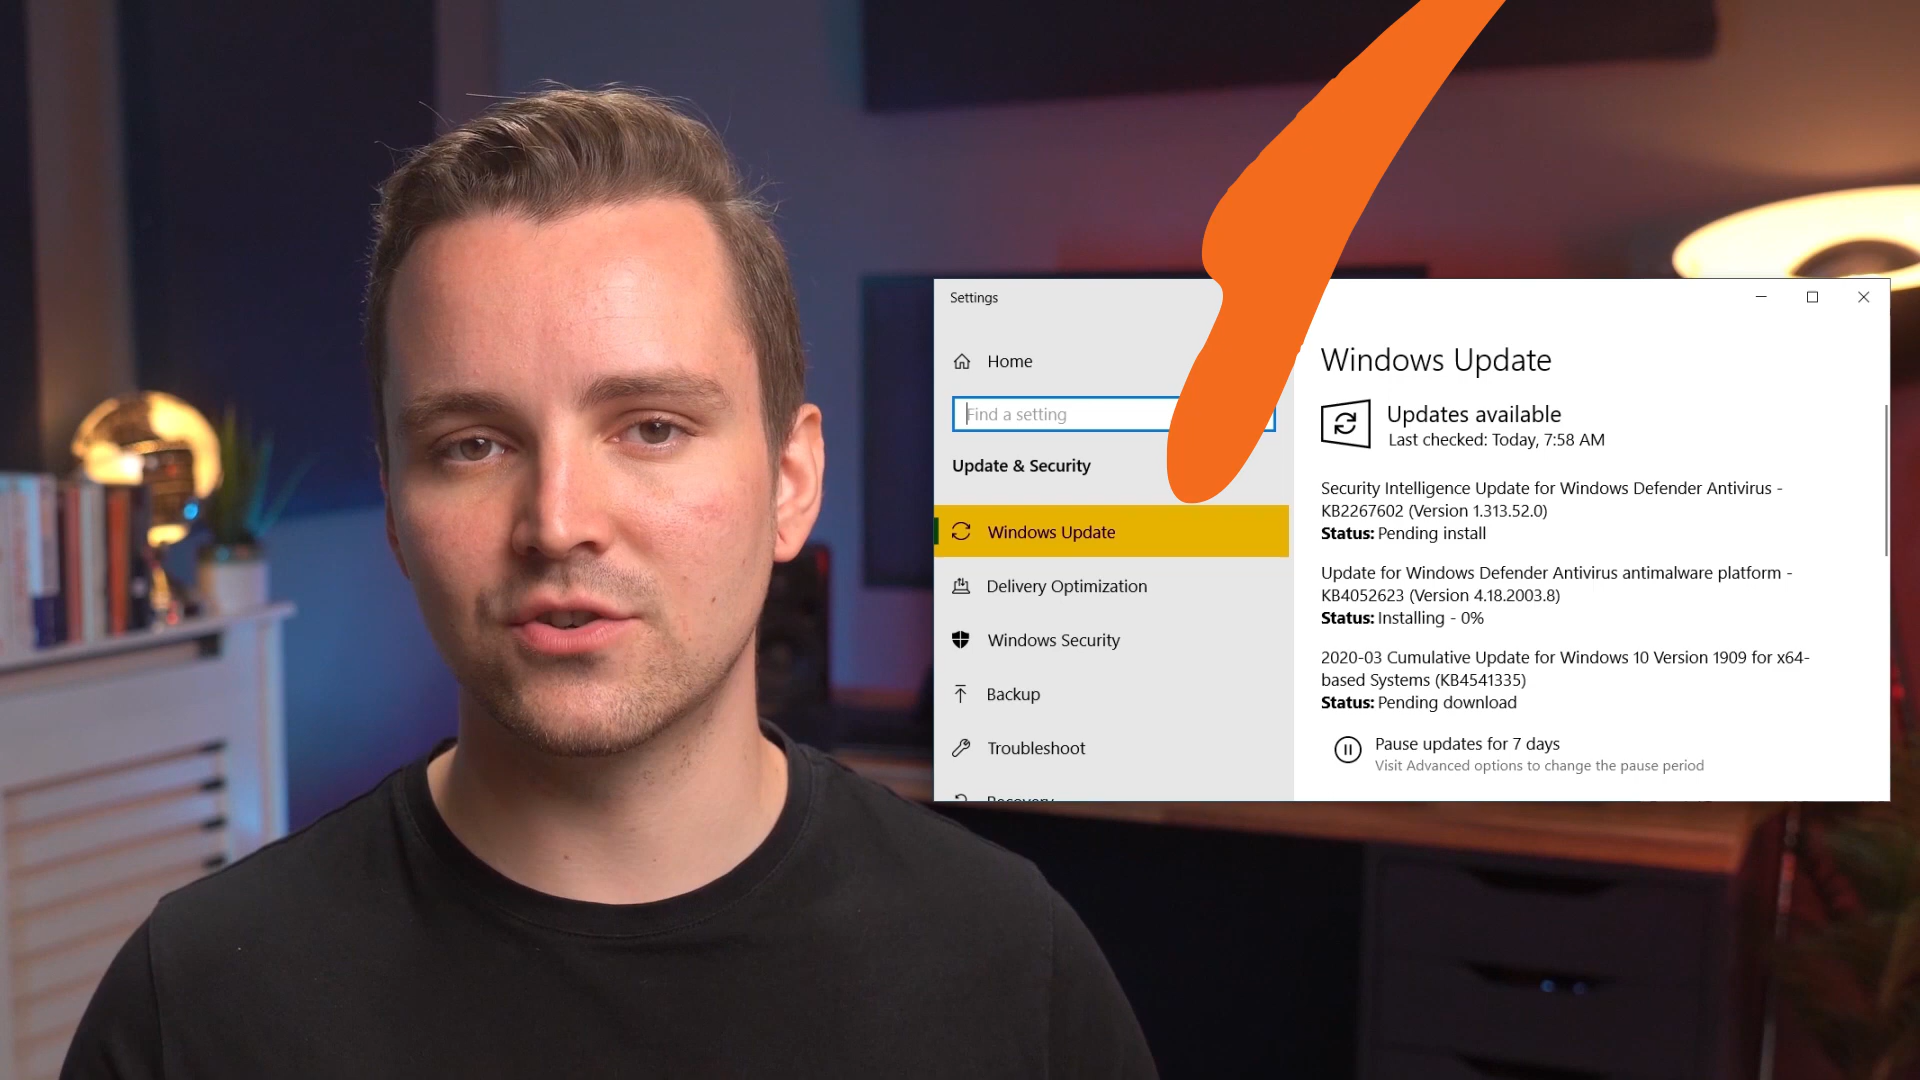 Settings
Home
Find a setting
Update & Security
Windows Update
Delivery Optimization
Windows Security
Backup
Troubleshoot
Recovery
Windows Update
Updates available
Last checked: Today, 7:58 AM
Security Intelligence Update for Windows Defender Antivirus -
KB2267602 (Version 1.313.52.0)
Status: Pending install
Update for Windows Defender Antivirus antimalware platform -
KB4052623 (Version 4.18.2003.8)
Status: Installing - 0%
2020-03 Cumulative Update for Windows 10 Version 1909 for x64-
based Systems (KB4541335)
Status: Pending download
Pause updates for 7 days
Visit Advanced options to change the pause period